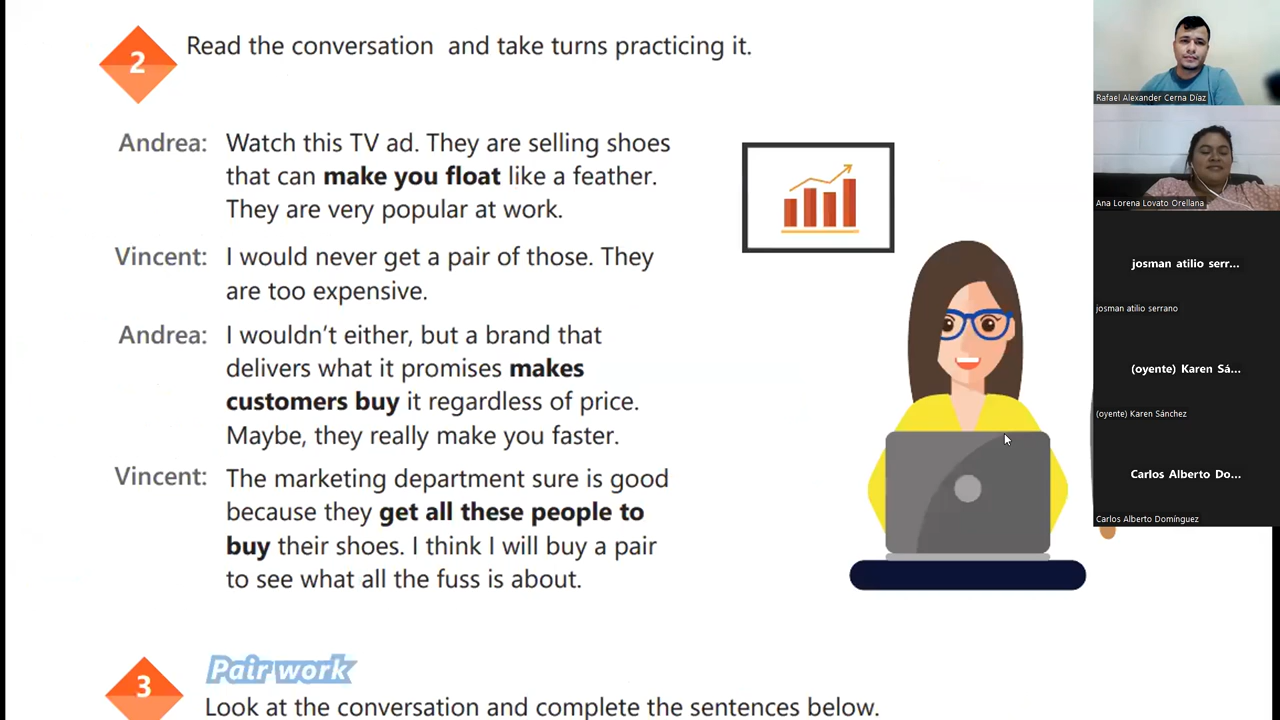 2
Read the conversation and take turns practicing it.
Andrea: Watch this TV ad. They are selling shoes
that can make you float like a feather.
They are very popular at work.
Vincent: I would never get a pair of those. They
are too expensive.
Andrea: I wouldn't either, but a brand that
delivers what it promises makes
customers buy it regardless of price.
Maybe, they really make you faster.
Vincent: The marketing department sure is good
because they get all these people to
buy their shoes. I think I will buy a pair
to see what all the fuss is about.
3
Pair work
Look at the conversation and complete the sentences below.
Rafael Alexander Cerna Díaz
Ana Lorena Lovato Orellana
josman atilio serr...
josman atilio serrano
(oyente) Karen Sá...
(oyente) Karen Sánchez
Carlos Alberto Do...
Carlos Alberto Domínguez